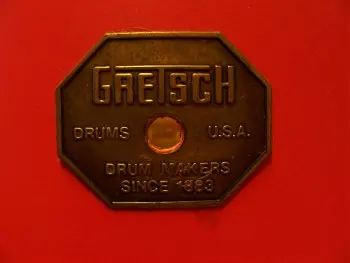 GRETSCH
DRUMS U.S.A.
DRUM MAKERS
SINCE 1883